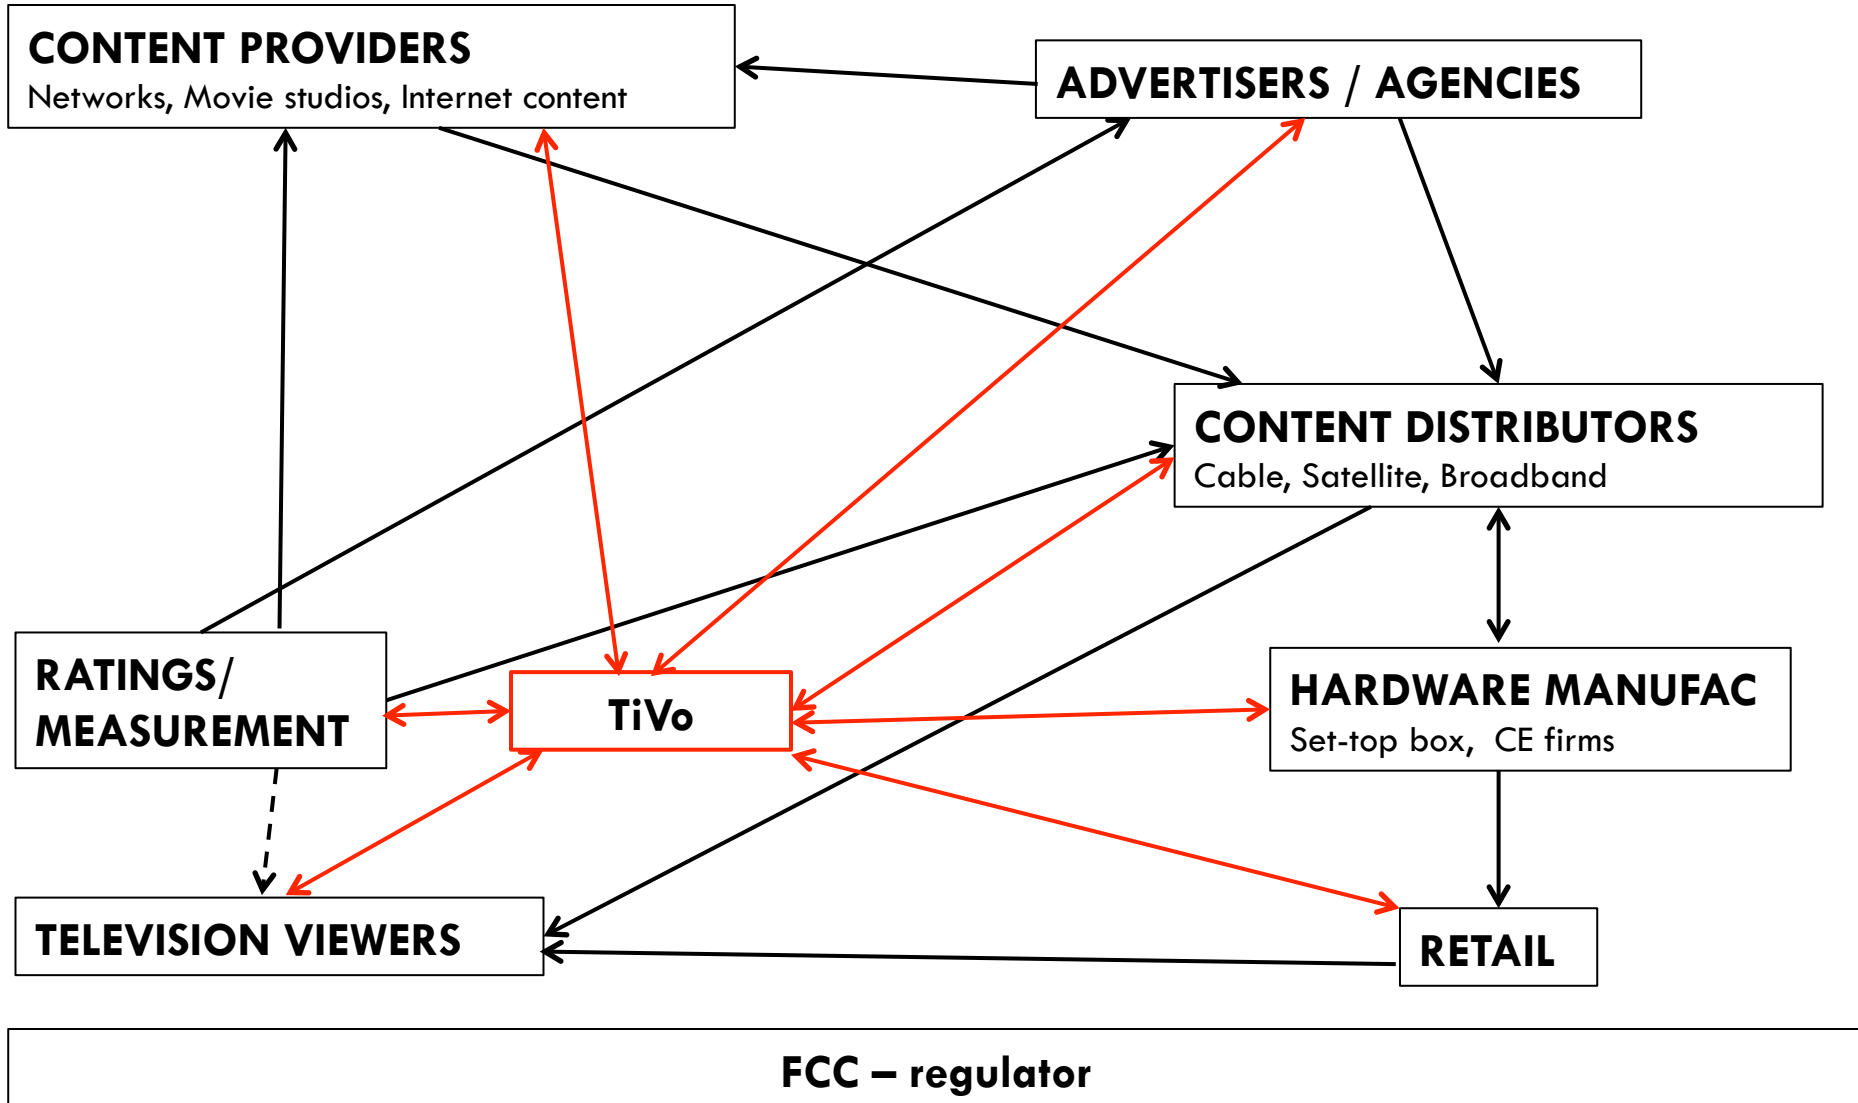 CONTENT PROVIDERS
Networks, Movie studios, Internet content
ADVERTISERS / AGENCIES
CONTENT DISTRIBUTORS
Cable, Satellite, Broadband
RATINGS/
MEASUREMENT
TiVo
HARDWARE MANUFAC
Set-top box, CE firms
TELEVISION VIEWERS
RETAIL
FCC – regulator